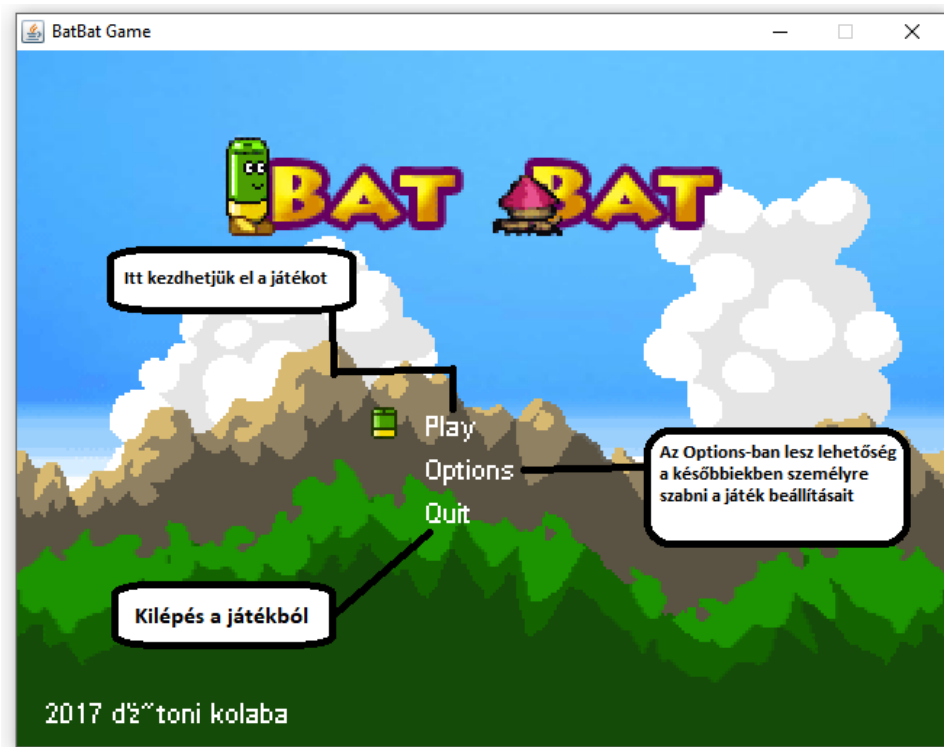 BatBat Game
BAT BAT
Itt kezdhetjük el a játékot
Play
Options
Az Options-ban lesz lehetőség
a későbbiekben személyre
szabni a játék beállításait
Quit
Kilépés a játékból
2017 toni kolaba